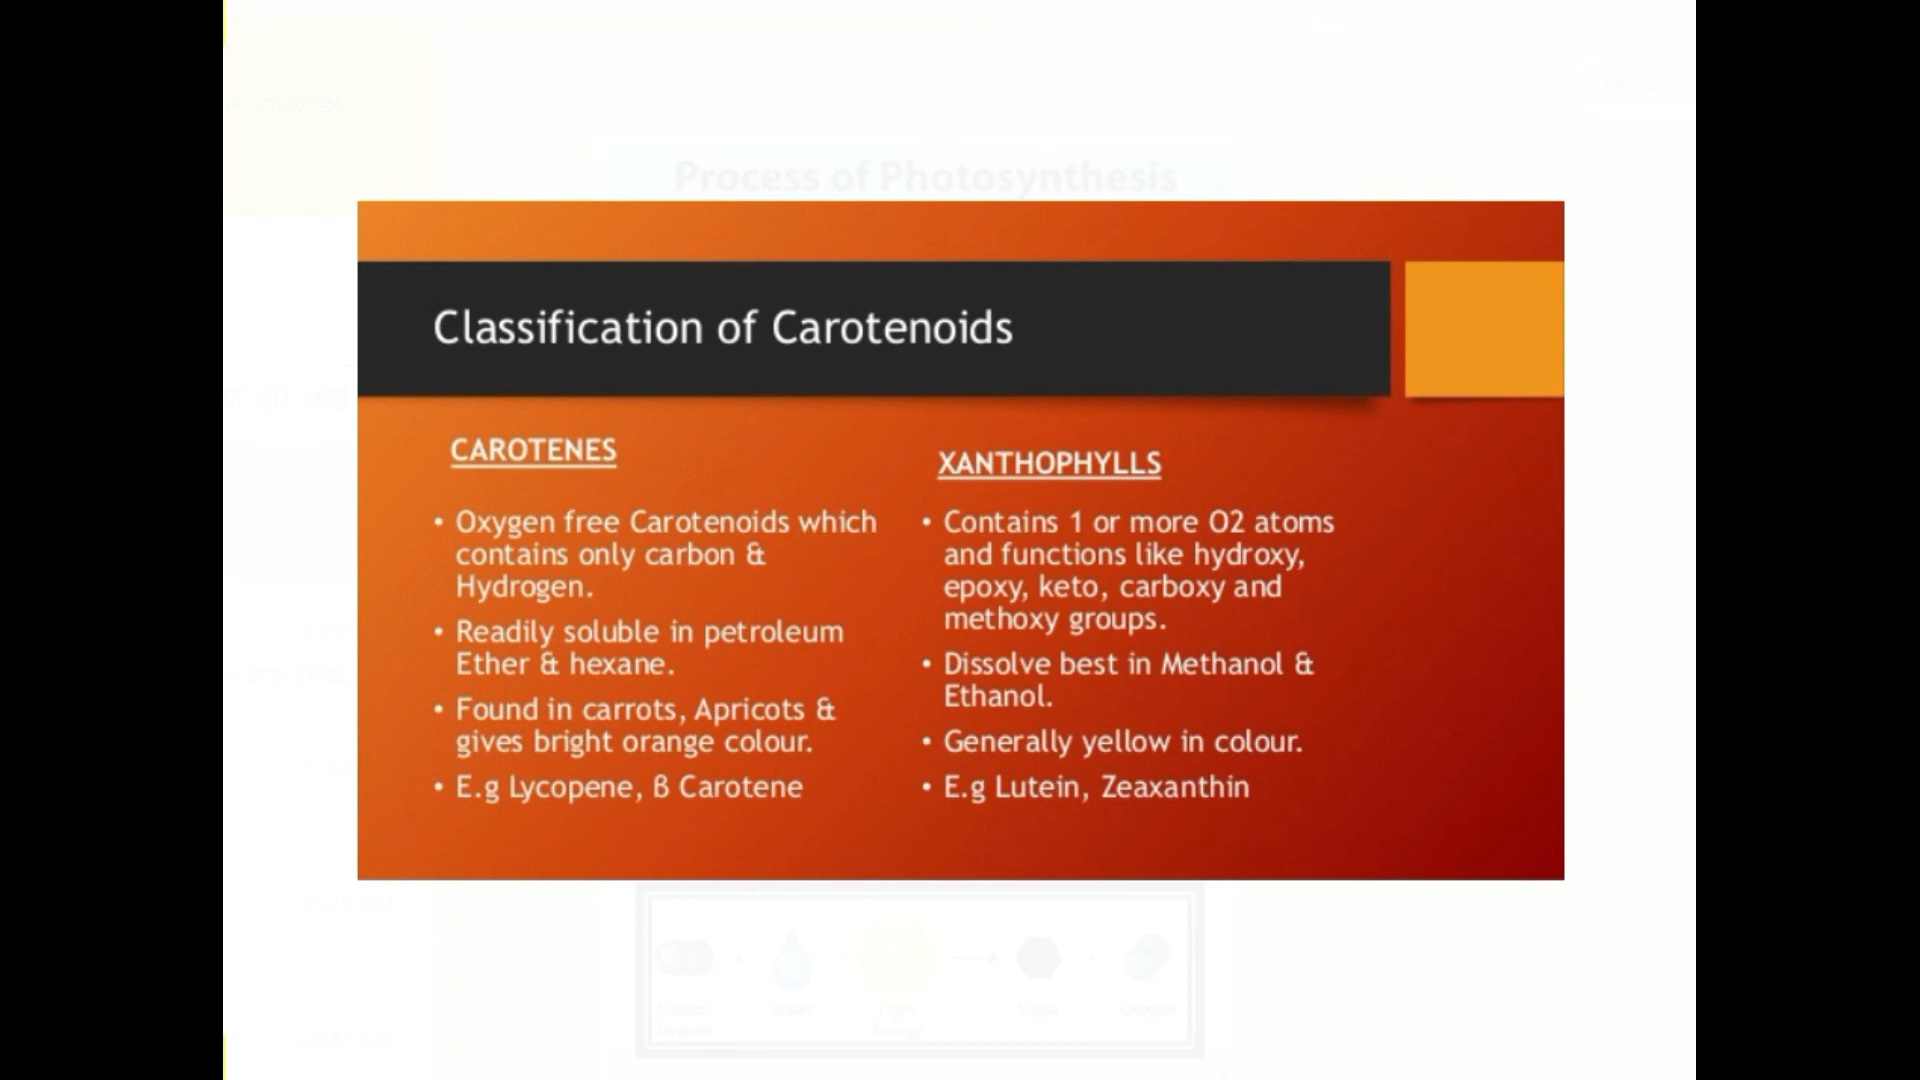 Process of Photosynthesis
Classification of Carotenoids
CAROTENES
• Oxygen free Carotenoids which
contains only carbon &
Hydrogen.
• Readily soluble in petroleum
Ether & hexane.
• Found in carrots, Apricots &
gives bright orange colour.
• E.g Lycopene, β Carotene
XANTHOPHYLLS
• Contains 1 or more O2 atoms
and functions like hydroxy,
epoxy, keto, carboxy and
methoxy groups.
• Dissolve best in Methanol &
Ethanol.
• Generally yellow in colour.
• E.g Lutein, Zeaxanthin